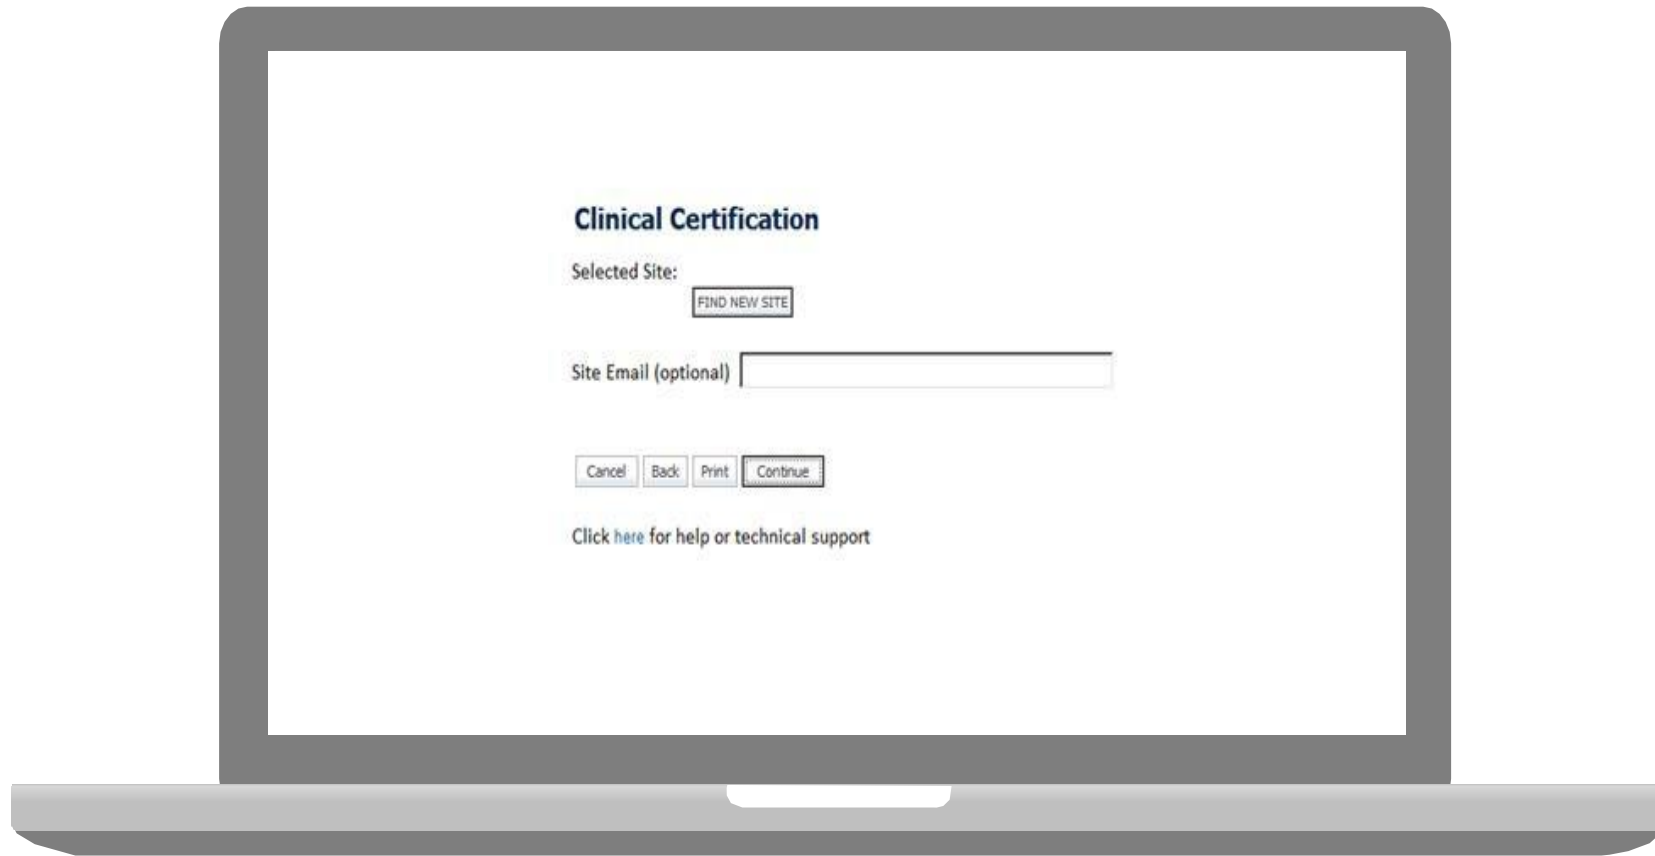 Clinical Certification
Selected Site:
FIND NEW SITE
Site Email (optional)
Cancel Back Print Continue
Click here for help or technical support